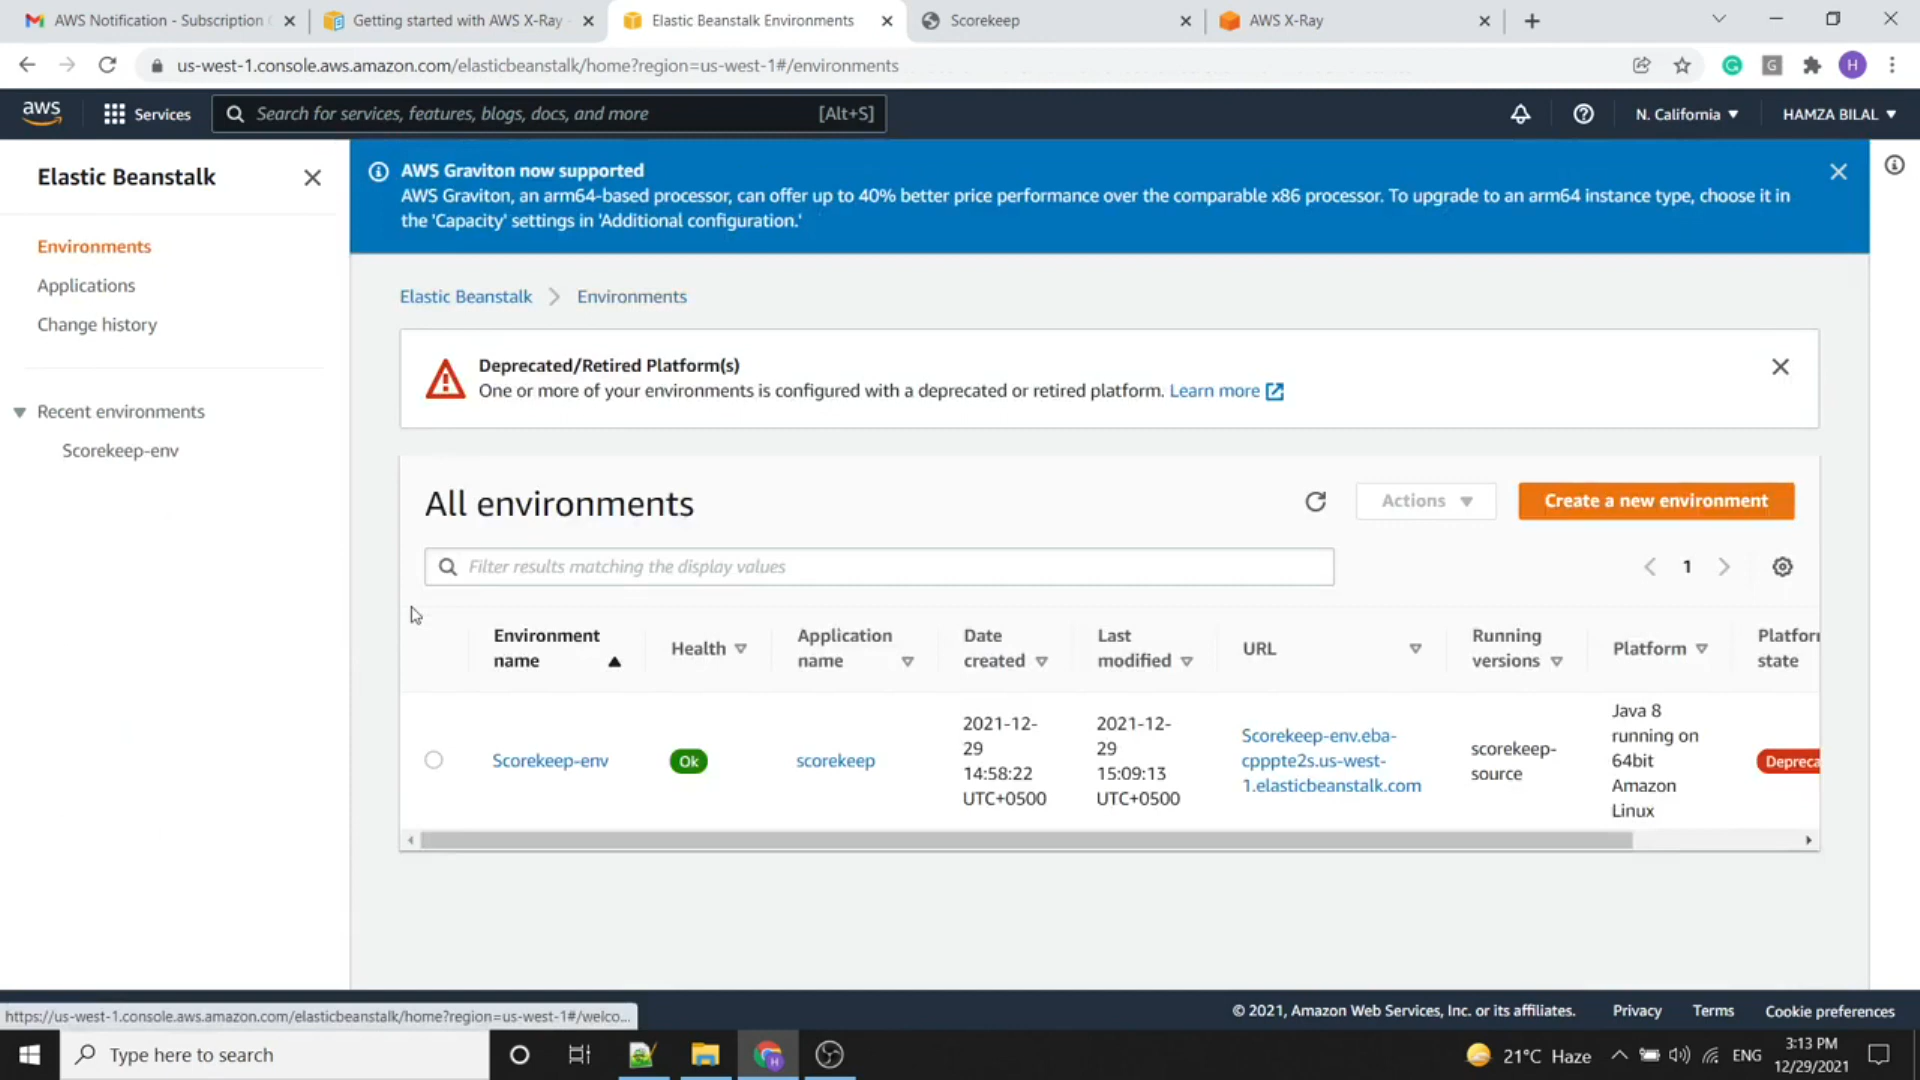 AWS Notification - Subscription
Getting started with AWS X-Ray
Elastic Beanstalk Environments
Scorekeep
AWS X-Ray
us-west-1.console.aws.amazon.com/elasticbeanstalk/home?region=us-west-1#/environments
G
H
aws
Services
Search for services, features, blogs, docs, and more
[Alt+S]
N. California
HAMZA BILAL
Elastic Beanstalk
Environments
Applications
Change history
Recent environments
Scorekeep-env
AWS Graviton now supported
AWS Graviton, an arm64-based processor, can offer up to 40% better price performance over the comparable x86 processor. To upgrade to an arm64 instance type, choose it in
the 'Capacity' settings in 'Additional configuration.'
Elastic Beanstalk
Environments
Deprecated/Retired Platform(s)
One or more of your environments is configured with a deprecated or retired platform. Learn more
All environments
Actions
Create a new environment
Filter results matching the display values
1
Environment
name
Health
Application
name
Date
created
Last
modified
URL
Running
versions
Platform
Platforn
state
Scorekeep-env
Ok
scorekeep
2021-12-
29
14:58:22
UTC+0500
2021-12-
29
15:09:13
UTC+0500
Scorekeep-env.eba-
cpppte2s.us-west-
1.elasticbeanstalk.com
scorekeep-
source
Java 8
running on
64bit
Amazon
Linux
Depreca
https://us-west-1.console.aws.amazon.com/elasticbeanstalk/home?region=us-west-1#/welco...
© 2021, Amazon Web Services, Inc. or its affiliates.
Privacy
Terms
Cookie preferences
Type here to search
21°C Haze
ENG
3:13 PM
12/29/2021